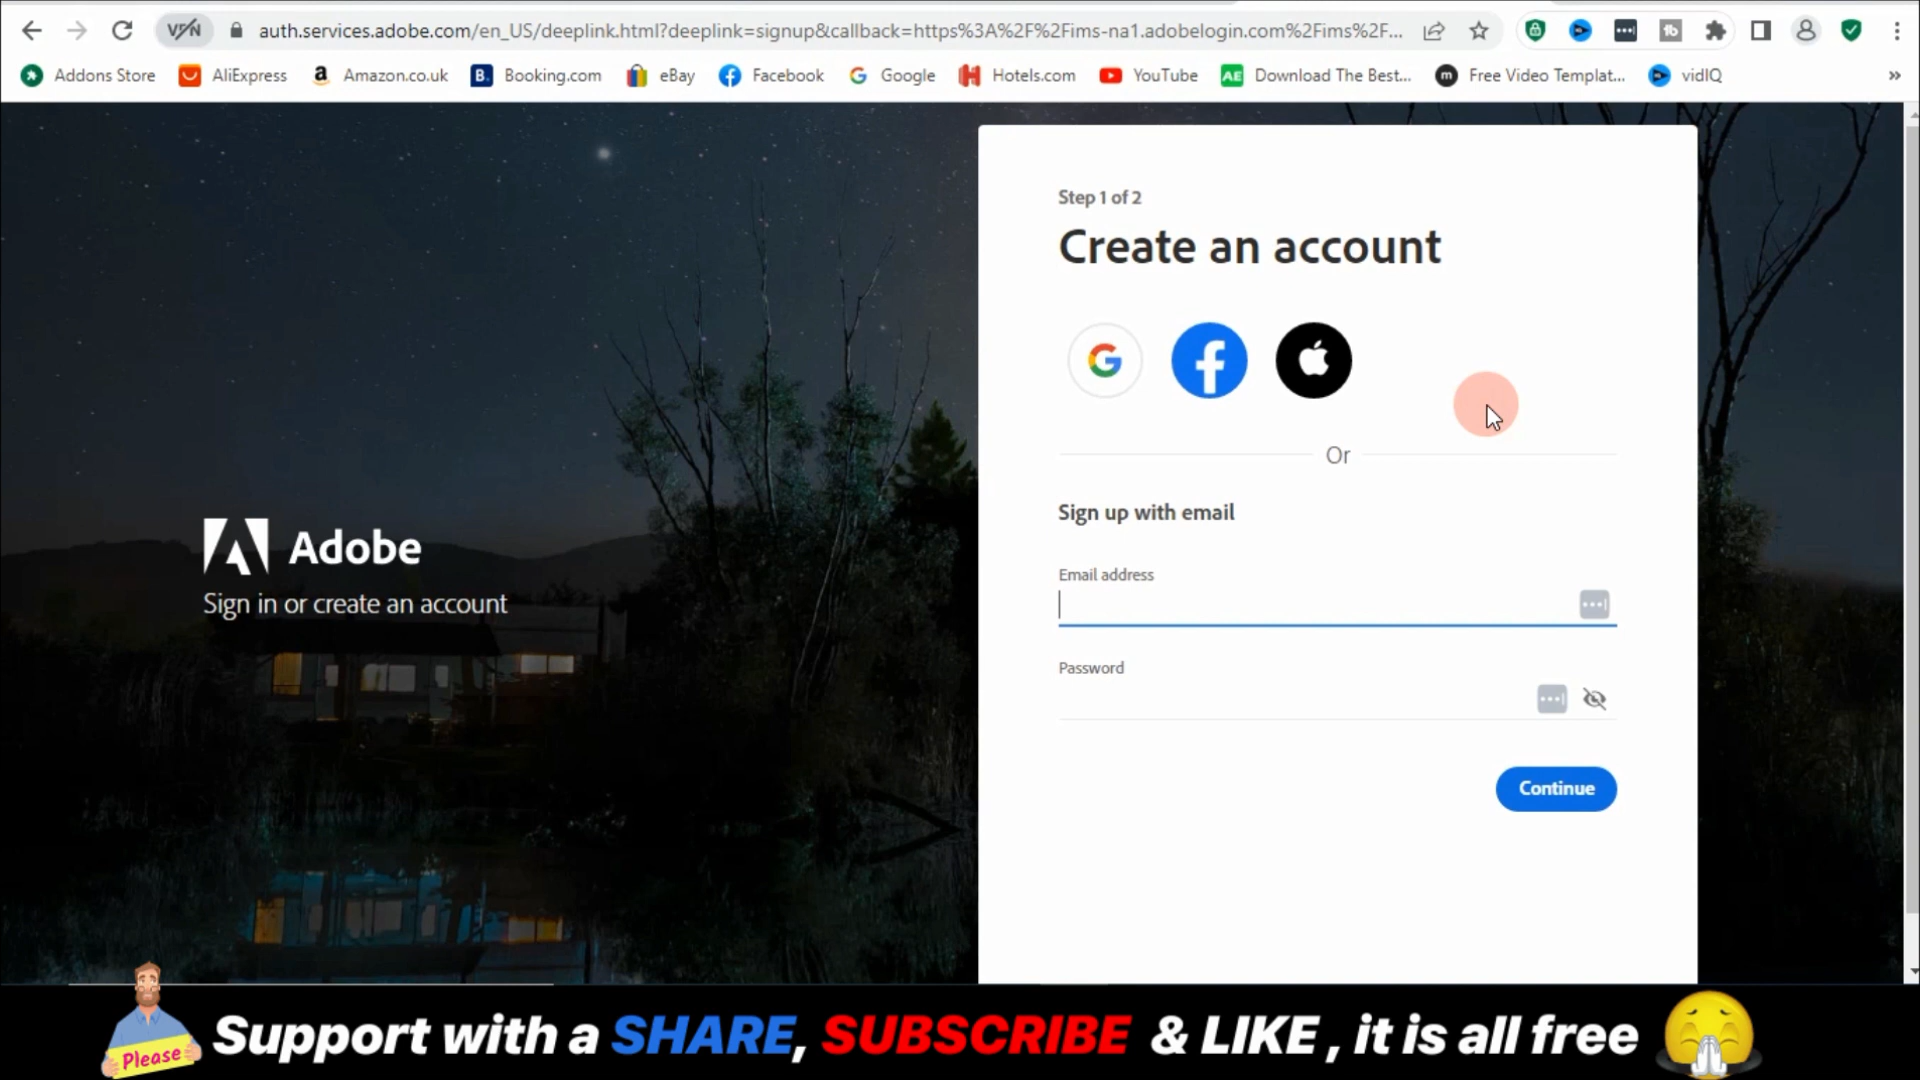 VPN
auth.services.adobe.com/en_US/deeplink.html?deeplink=signup&callback=https%3A%2F%2Fims-na1.adobelogin.com%2Fims%2F...
Addons Store
AliExpress
Amazon.co.uk
B. Booking.com
eBay
Facebook
Google
Hotels.com
YouTube
AE Download The Best...
m Free Video Templat...
vidIQ
»
Step 1 of 2
Create an account
Or
Sign up with email
Email address
Password
Continue
Adobe
Sign in or create an account
Please
Support with a SHARE, SUBSCRIBE & LIKE , it is all free